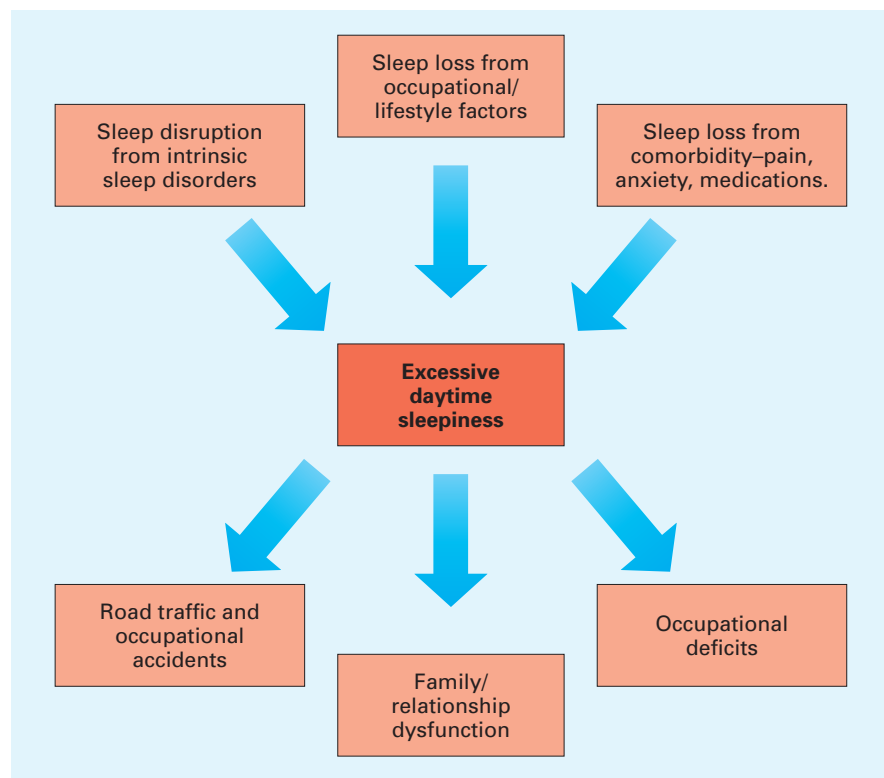 Sleep loss from
occupational/
lifestyle factors
Sleep disruption
from intrinsic
sleep disorders
Sleep loss from
comorbidity–pain,
anxiety, medications.
Excessive
daytime
sleepiness
Road traffic and
occupational
accidents
Family/
relationship
dysfunction
Occupational
deficits